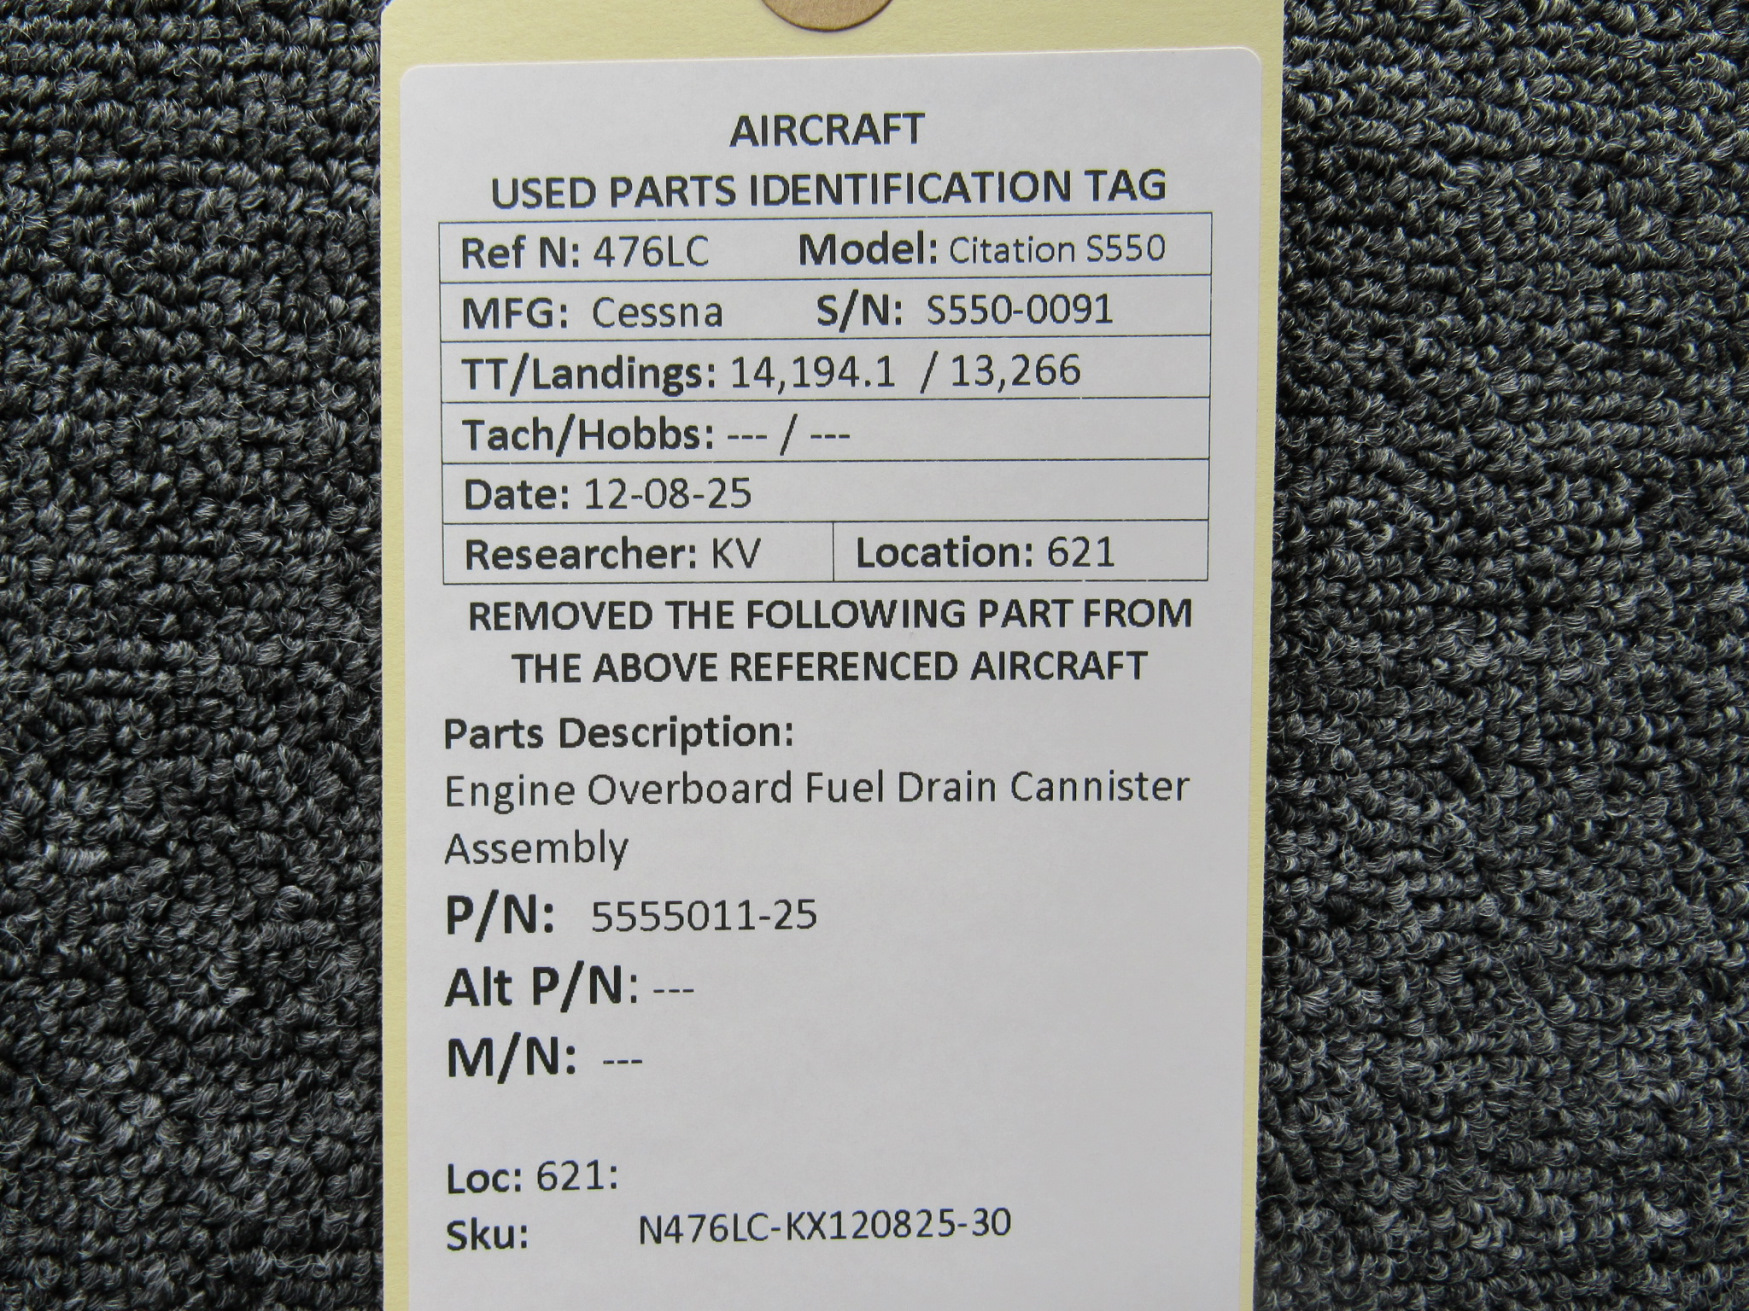 AIRCRAFT
USED PARTS IDENTIFICATION TAG
Ref N: 476LC Model: Citation S550
MFG: Cessna S/N: S550-0091
TT/Landings: 14,194.1 / 13,266
Tach/Hobbs: --- / ---
Date: 12-08-25
Researcher: KV Location: 621
REMOVED THE FOLLOWING PART FROM
THE ABOVE REFERENCED AIRCRAFT
Parts Description:
Engine Overboard Fuel Drain Cannister
Assembly
P/N: 5555011-25
Alt P/N: ---
M/N: ---
Loc: 621:
Sku: N476LC-KX120825-30